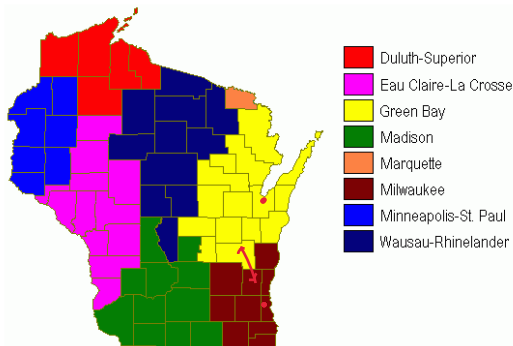 Duluth-Superior
Eau Claire-La Crosse
Green Bay
Madison
Marquette
Milwaukee
Minneapolis-St. Paul
Wausau-Rhinelander